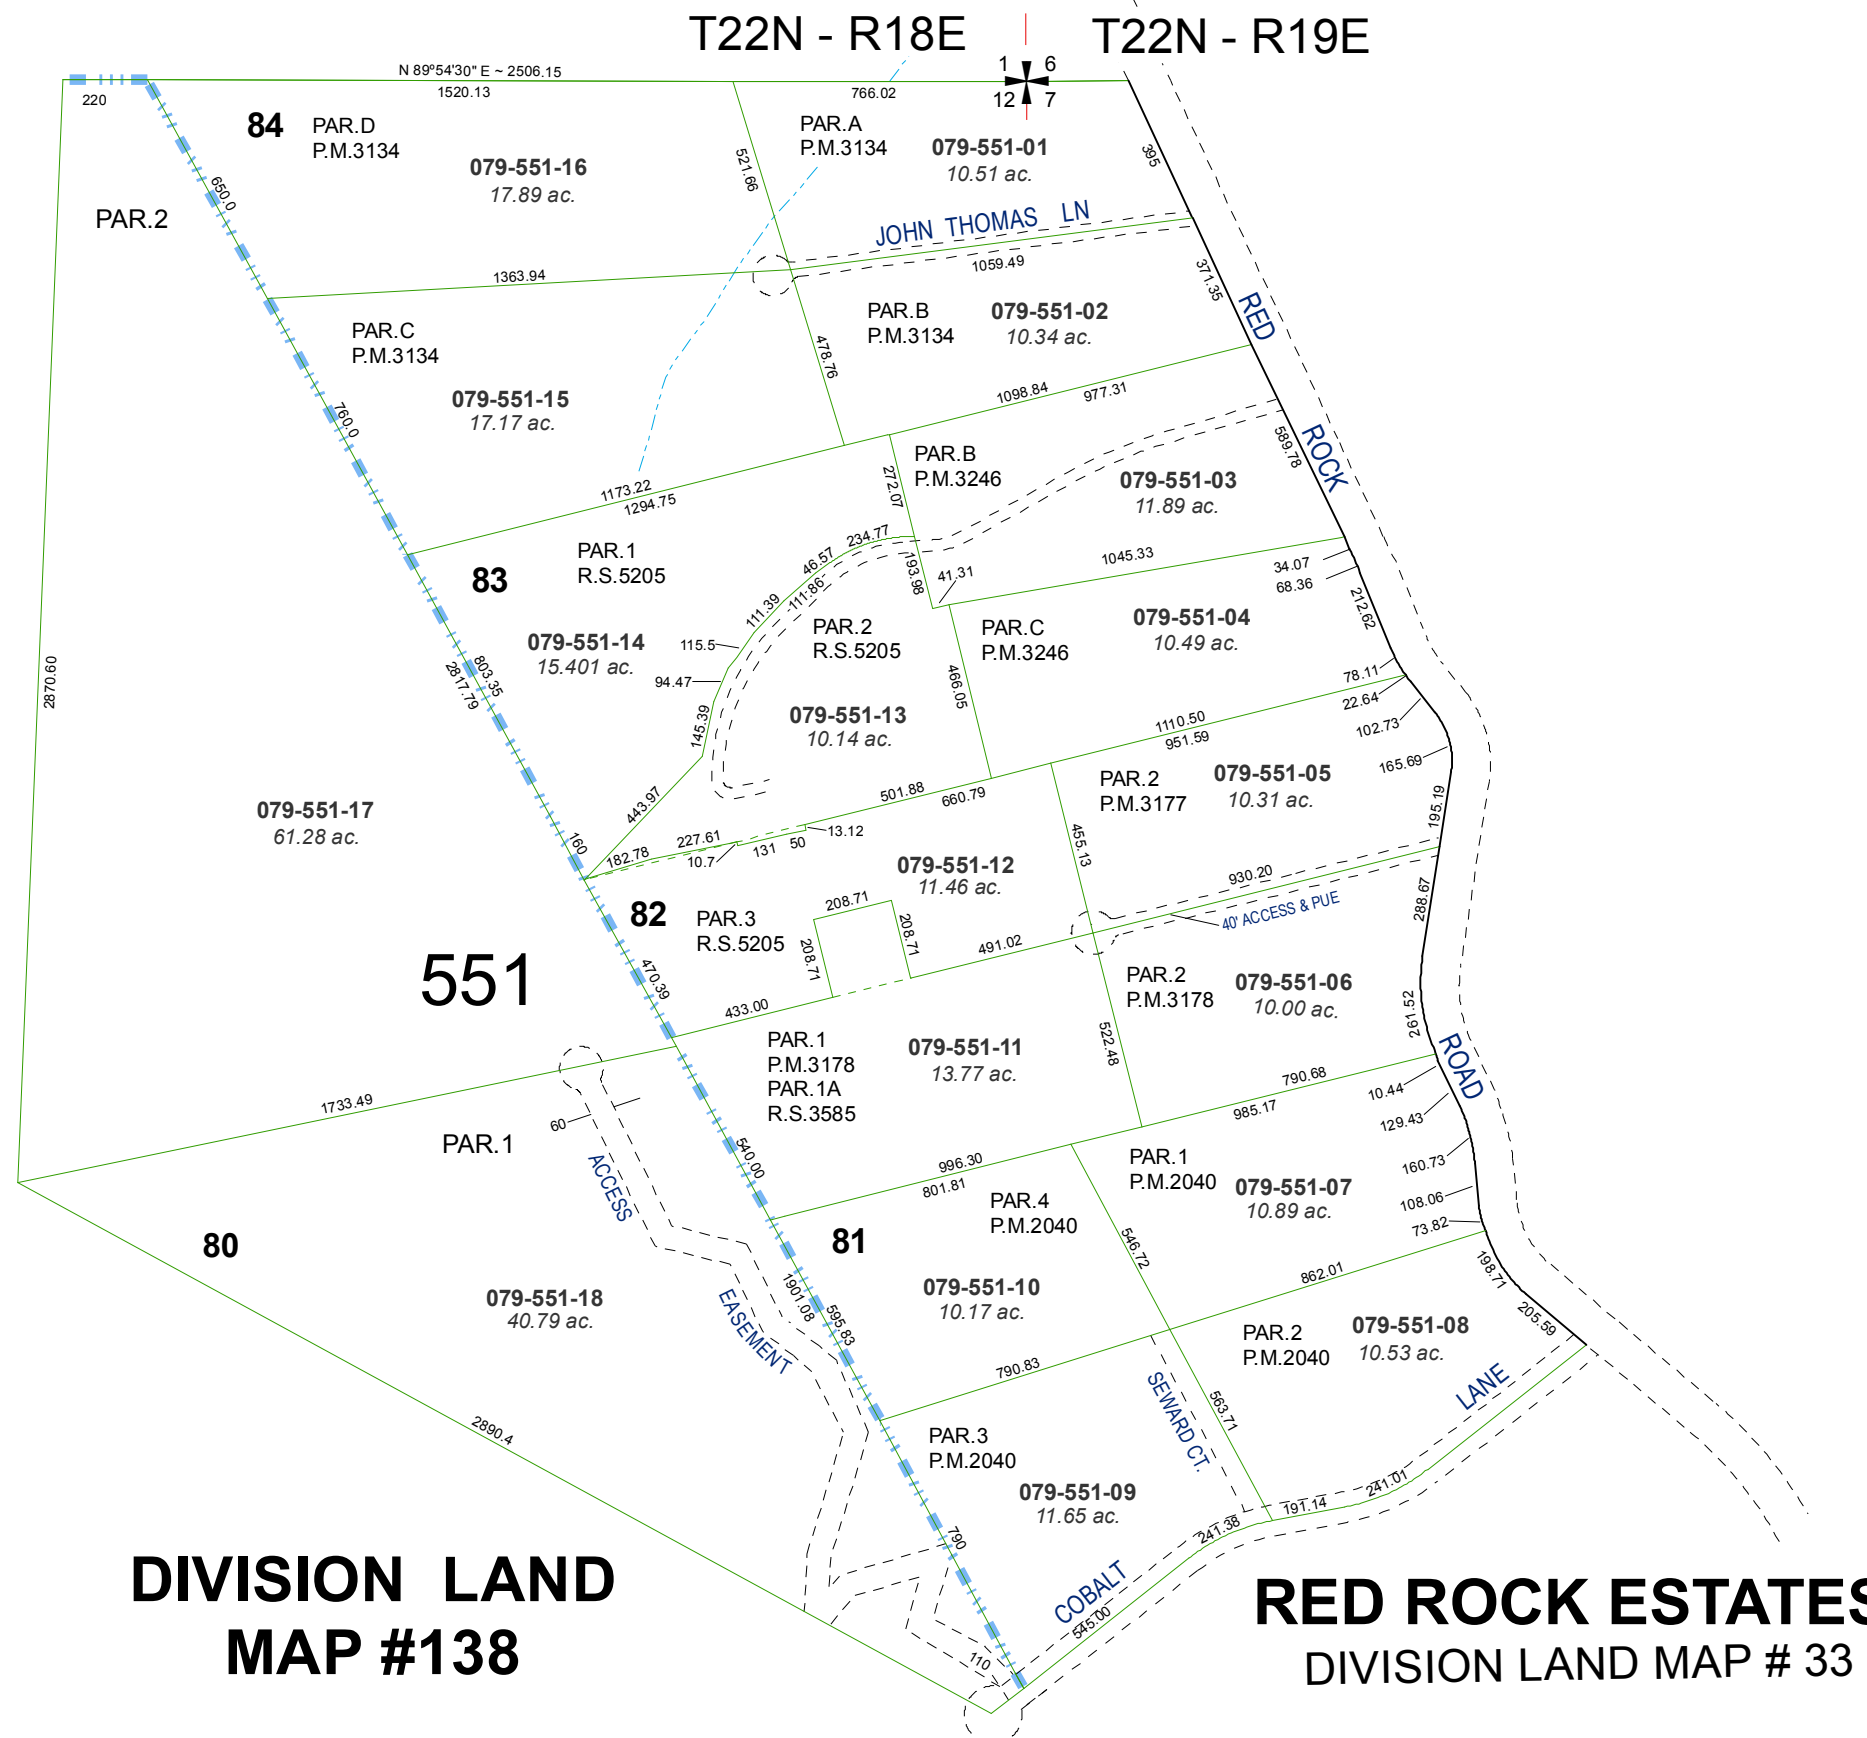 T22N - R18E
T22N - R19E
N 89º54'30" E ~ 2506.15
1 6
12 7
220
1520.13
766.02
84
PAR.D
P.M.3134
079-551-16
17.89 ac.
PAR.A
P.M.3134
079-551-01
10.51 ac.
395
521.66
650.0
PAR.2
JOHN THOMAS LN
1059.49
1363.94
371.35
RED
PAR.C
P.M.3134
079-551-15
17.17 ac.
PAR.B
P.M.3134
079-551-02
10.34 ac.
478.76
760.0
1098.84
977.31
589.78
ROCK
1173.22
1294.75
PAR.B
P.M.3246
079-551-03
11.89 ac.
272.07
83
PAR.1
R.S.5205
234.77
46.57
111.86
111.39
193.98
41.31
1045.33
34.07
68.36
212.62
079-551-14
15.401 ac.
115.5
94.47
145.39
PAR.2
R.S.5205
PAR.C
P.M.3246
079-551-04
10.49 ac.
466.05
2870.60
803.35
2817.79
079-551-13
10.14 ac.
78.11
22.64
102.73
165.69
1110.50
951.59
443.97
501.88
660.79
PAR.2
P.M.3177
079-551-05
10.31 ac.
195.19
079-551-17
61.28 ac.
160
182.78
227.61
10.7
131
50
13.12
455.13
079-551-12
11.46 ac.
930.20
40' ACCESS & PUE
288.67
82
PAR.3
R.S.5205
208.71
208.71
208.71
491.02
551
470.39
433.00
PAR.2
P.M.3178
079-551-06
10.00 ac.
261.52
ROAD
PAR.1
P.M.3178
PAR.1A
R.S.3585
079-551-11
13.77 ac.
522.48
790.68
985.17
10.44
129.43
160.73
108.06
73.82
1733.49
60
PAR.1
ACCESS
540.00
996.30
801.81
PAR.4
P.M.2040
PAR.1
P.M.2040
079-551-07
10.89 ac.
80
81
546.72
862.01
198.71
205.59
079-551-18
40.79 ac.
EASEMENT
1901.08
595.83
079-551-10
10.17 ac.
PAR.2
P.M.2040
079-551-08
10.53 ac.
790.83
SEWARD CT.
563.71
LANE
2890.4
PAR.3
P.M.2040
079-551-09
11.65 ac.
241.01
191.14
241.38
790
COBALT
545.00
110
DIVISION LAND
MAP #138
RED ROCK ESTATES
DIVISION LAND MAP # 33